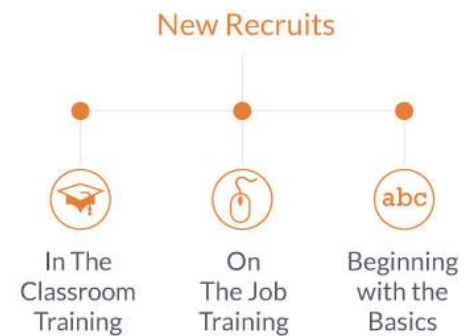 New Recruits
abc
In The
Classroom
Training
On
The Job
Training
Beginning
with the
Basics